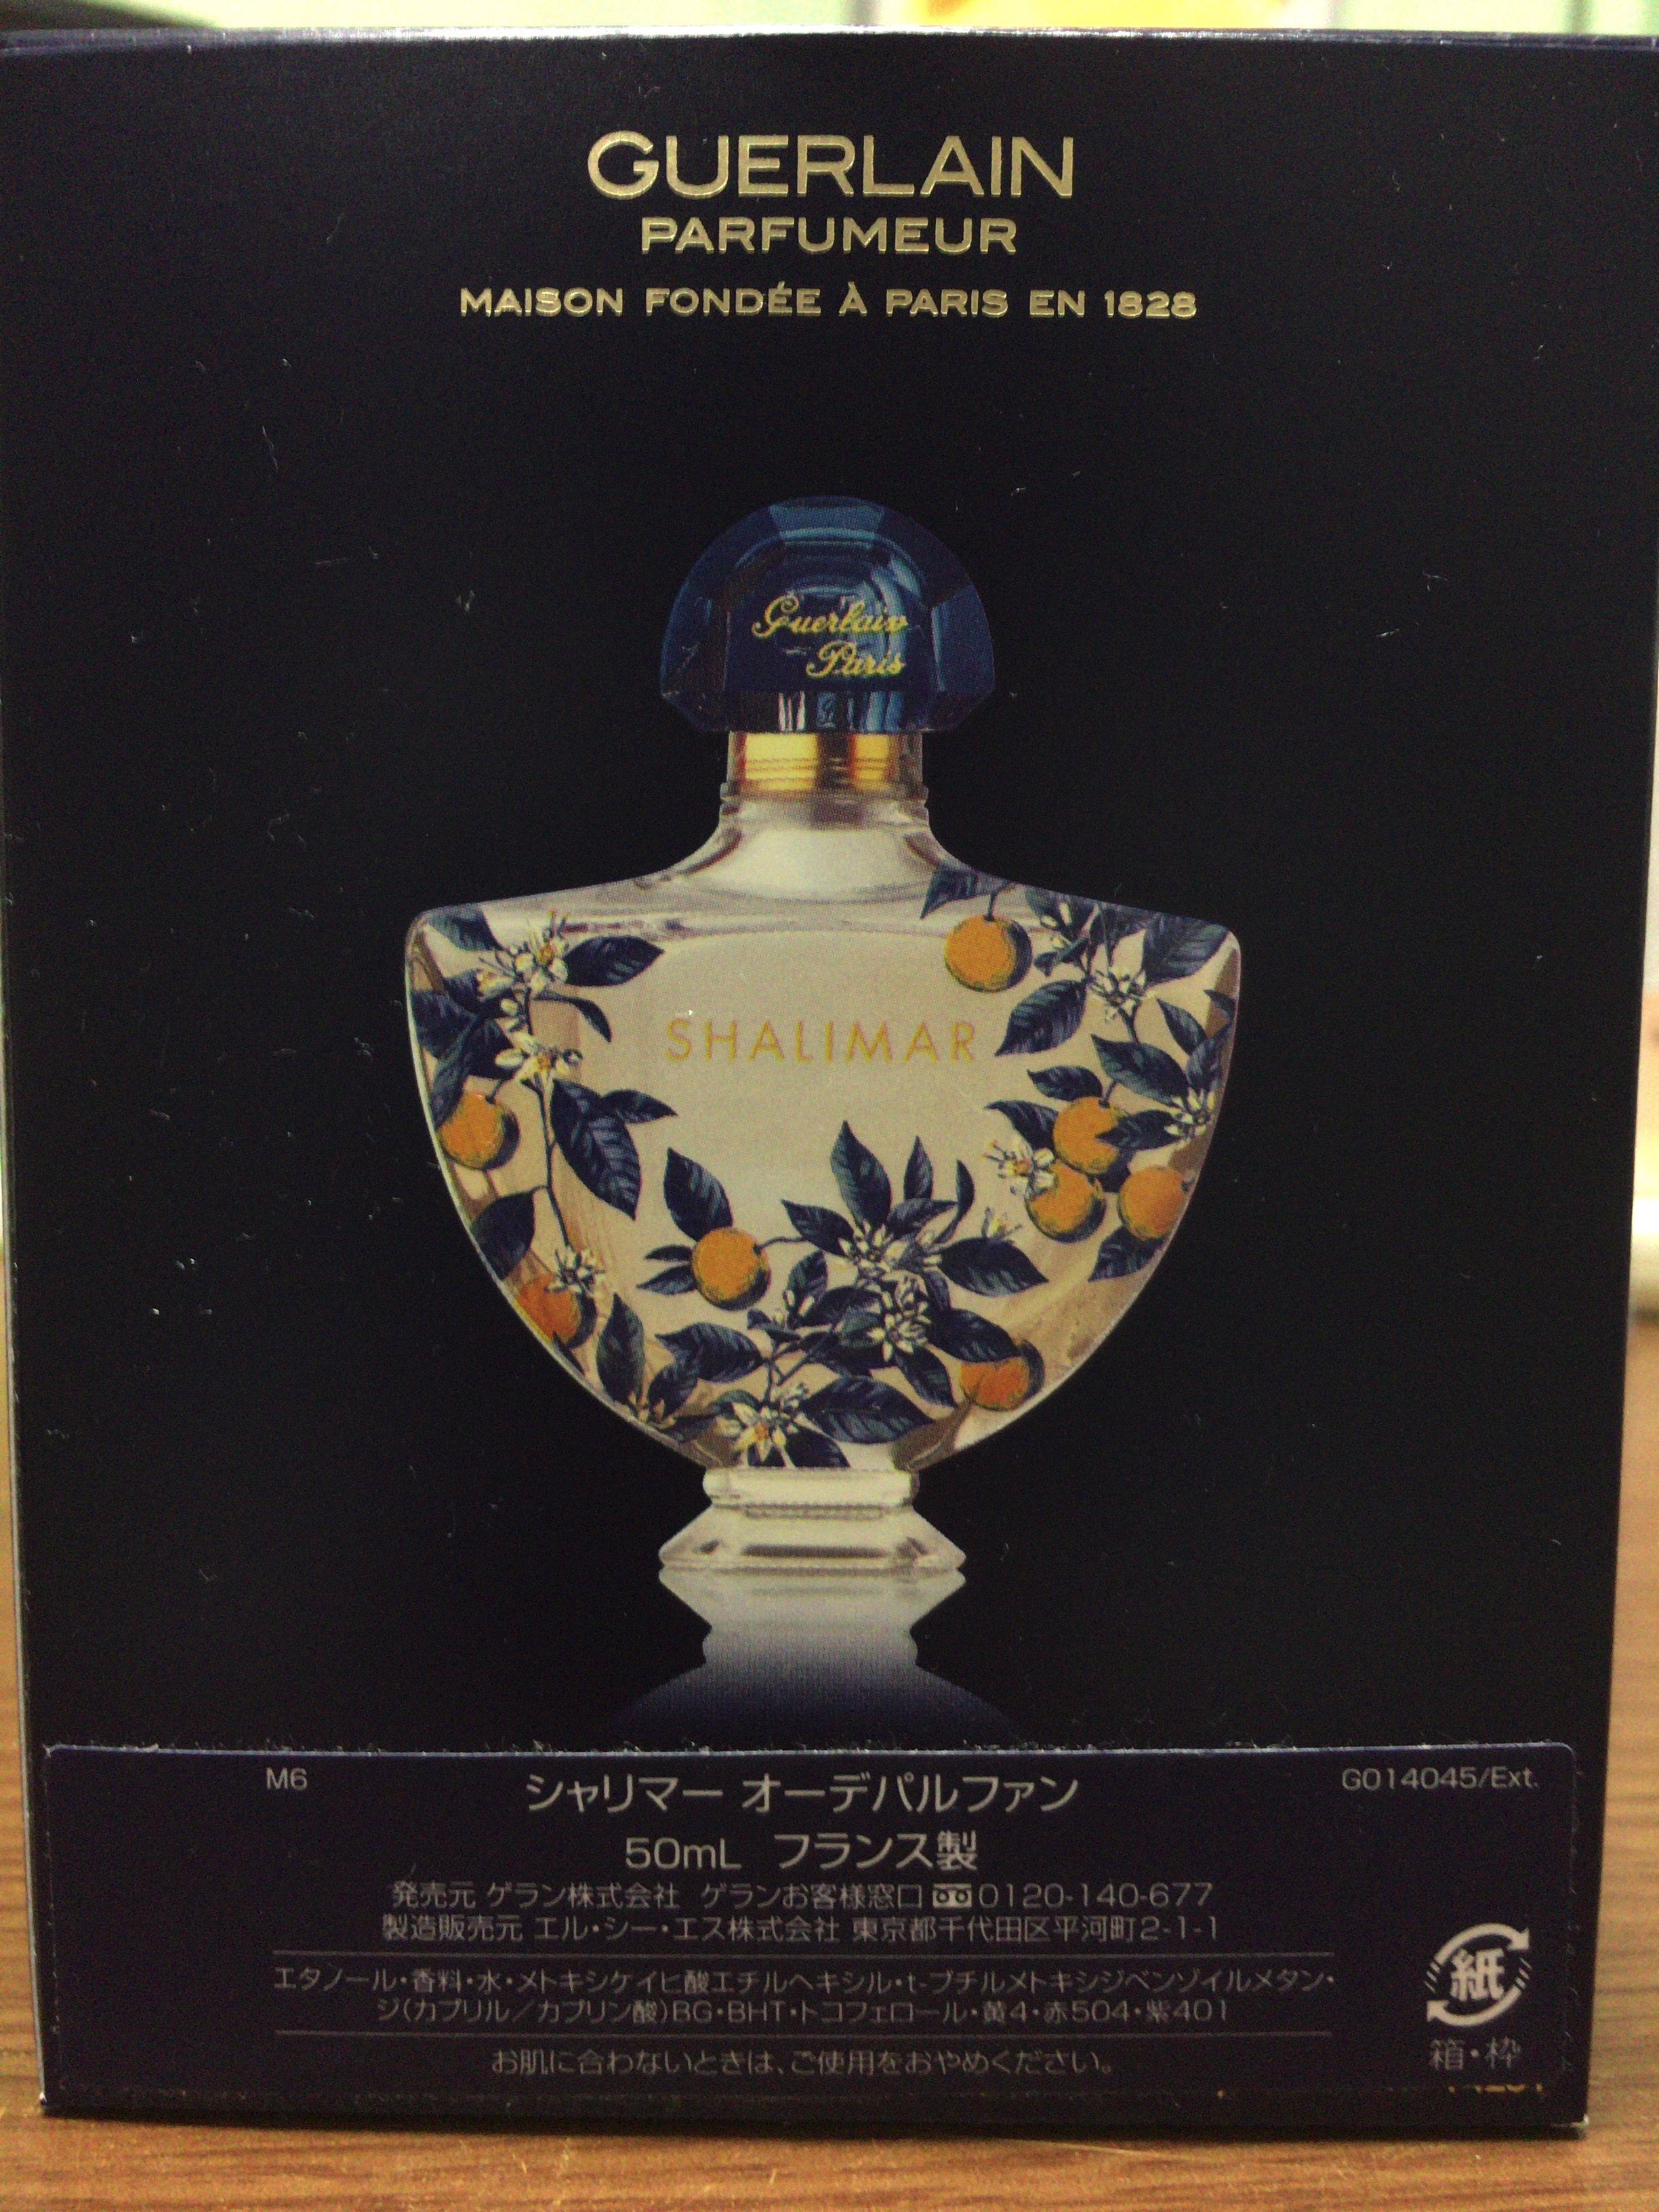 GUERLAIN
PARFUMEUR
MAISON FONDÉE À PARIS EN 1828
Guerlain
Paris
SHALIMAR
M6
シャリマー オーデパルファン
G014045/Ext.
50mL フランス製
発売元 ゲラン株式会社 ゲランお客様窓口 0120-140-677
製造販売元 エル・シー・エス株式会社 東京都千代田区平河町2-1-1
エタノール・香料・水・メトキシケイヒ酸エチルヘキシル・t-ブチルメトキシジベンゾイルメタン・
ジ(カプリル/カプリン酸)BG・BHT・トコフェロール・黄4・赤504・紫401
お肌に合わないときは、ご使用をおやめください。
紙
箱・枠